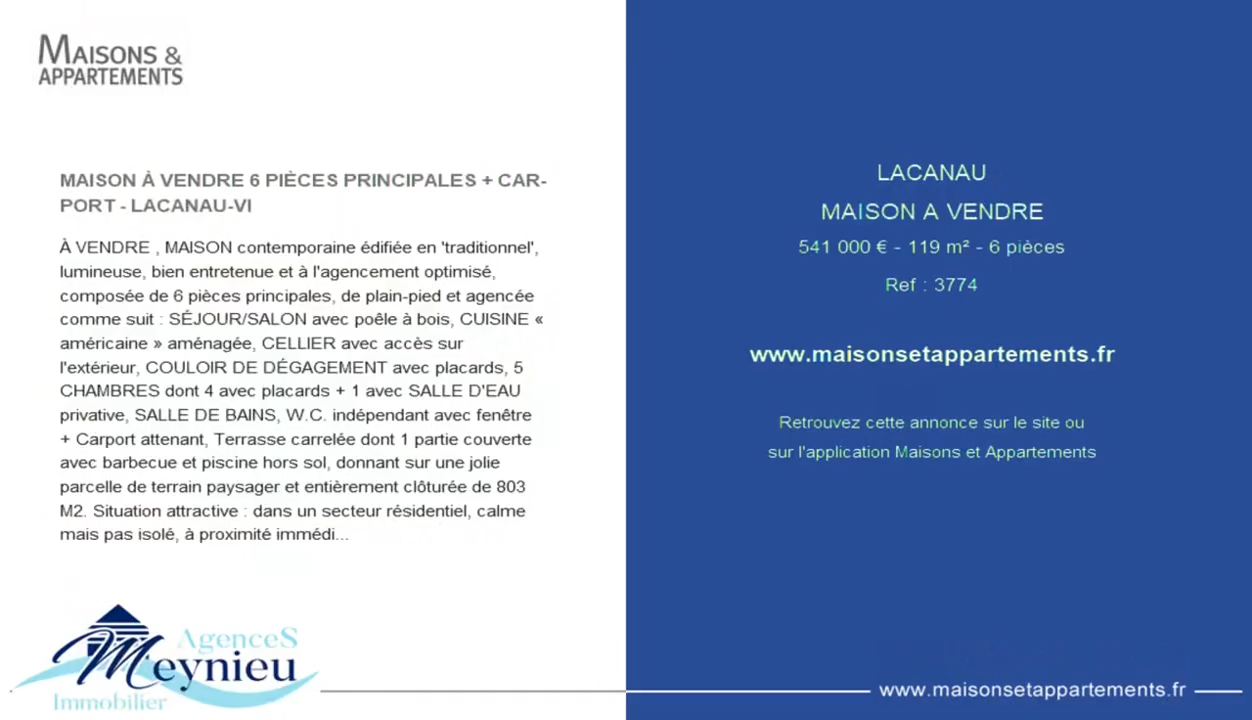 MAISONS &
APPARTEMENTS
MAISON À VENDRE 6 PIÈCES PRINCIPALES + CAR-
PORT - LACANAU-VI
À VENDRE , MAISON contemporaine édifiée en 'traditionnel',
lumineuse, bien entretenue et à l'agencement optimisé,
composée de 6 pièces principales, de plain-pied et agencée
comme suit : SÉJOUR/SALON avec poêle à bois, CUISINE «
américaine » aménagée, CELLIER avec accès sur
l'extérieur, COULOIR DE DÉGAGEMENT avec placards, 5
CHAMBRES dont 4 avec placards + 1 avec SALLE D'EAU
privative, SALLE DE BAINS, W.C. indépendant avec fenêtre
+ Carport attenant, Terrasse carrelée dont 1 partie couverte
avec barbecue et piscine hors sol, donnant sur une jolie
parcelle de terrain paysager et entièrement clôturée de 803
M2. Situation attractive : dans un secteur résidentiel, calme
mais pas isolé, à proximité immédi...
AgenceS
Meynieu
Immobilier
LACANAU
MAISON A VENDRE
541 000 € - 119 m² - 6 pièces
Ref : 3774
www.maisonsetappartements.fr
Retrouvez cette annonce sur le site ou
sur l'application Maisons et Appartements
www.maisonsetappartements.fr